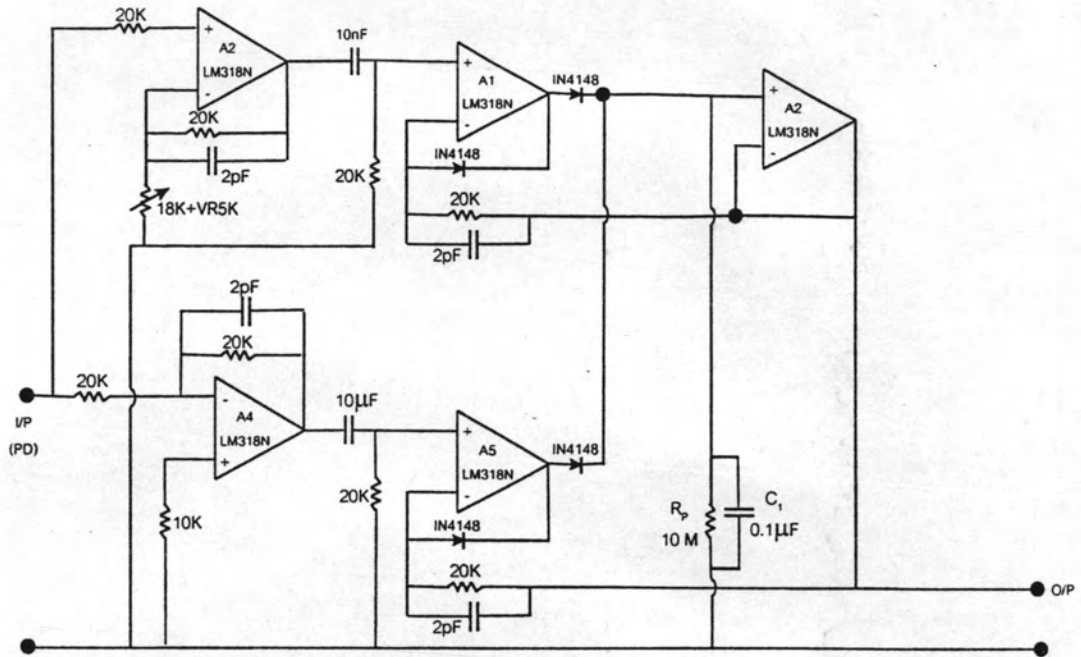 20K
A2
LM318N
20K
2pF
18K+VR5K
10nF
20K
A1
LM318N
IN4148
IN4148
20K
2pF
A2
LM318N
2pF
20K
I/P
(PD)
20K
A4
LM318N
10K
10μF
20K
A5
LM318N
IN4148
IN4148
20K
2pF
Rp
10 M
C1
0.1μF
O/P